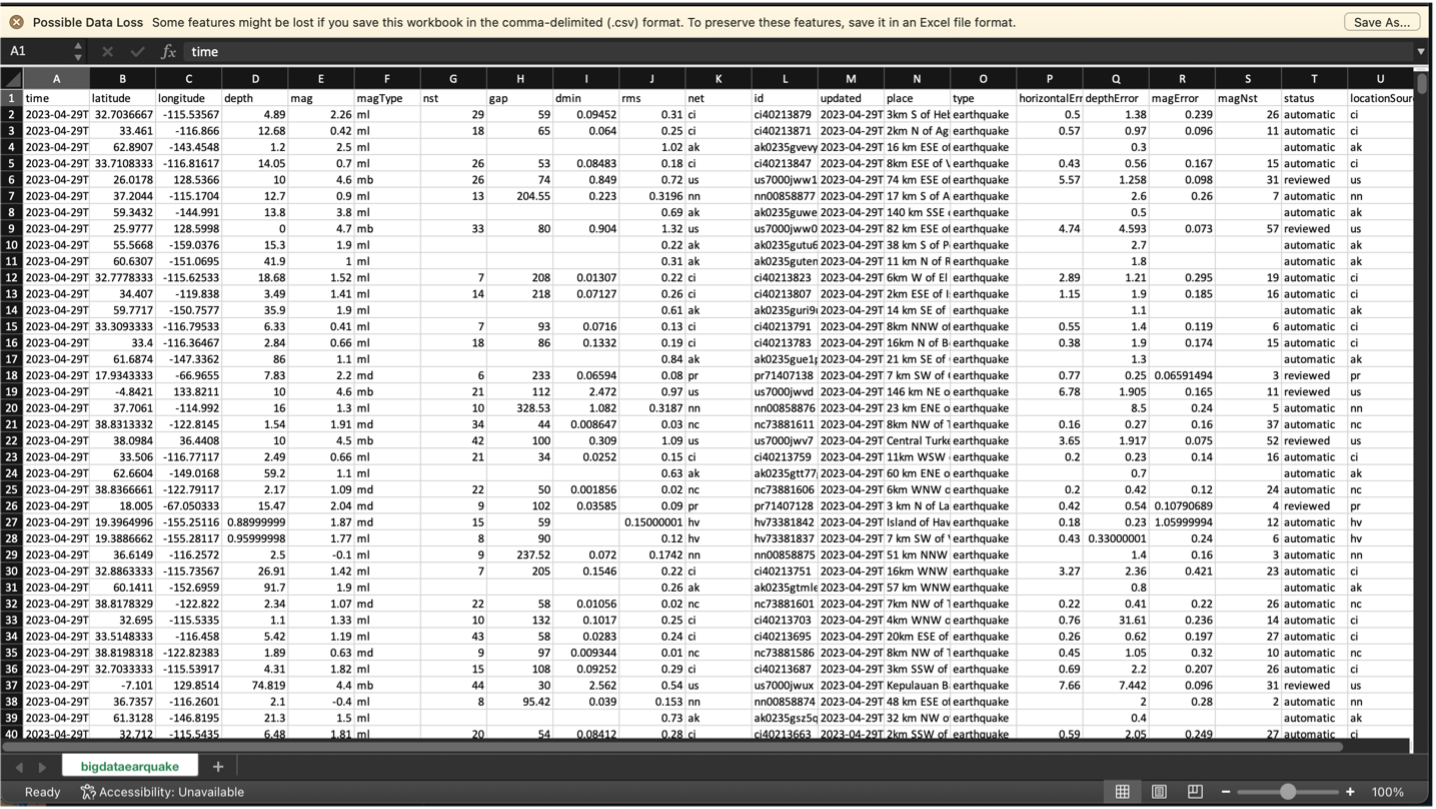 Possible Data Loss Some features might be lost if you save this workbook in the comma-delimited (.csv) format. To preserve these features, save it in an Excel file format. Save As...
A1 fx time
A B C D E F G H I J K L M N O P Q R S T U
1 time latitude longitude depth mag magType nst gap dmin rms net id updated place type horizontalErr depthError magError magNst status locationSour
2 2023-04-29T 32.7036667 -115.53567 4.89 2.26 ml 29 59 0.09452 0.31 ci ci40213879 2023-04-29T 3km S of Heb earthquake 0.5 1.38 0.239 26 automatic ci
3 2023-04-29T 33.461 -116.866 12.68 0.42 ml 18 65 0.064 0.25 ci ci40213871 2023-04-29T 2km N of Ag earthquake 0.57 0.97 0.096 11 automatic ci
4 2023-04-29T 62.8907 -143.4548 1.2 2.5 ml 1.02 ak ak0235gvevy 2023-04-29T 16 km ESE of earthquake 0.3 automatic ak
5 2023-04-29T 33.7108333 -116.81617 14.05 0.7 ml 26 53 0.08483 0.18 ci ci40213847 2023-04-29T 8km ESE of earthquake 0.43 0.56 0.167 15 automatic ci
6 2023-04-29T 26.0178 128.5366 10 4.6 mb 26 74 0.849 0.72 us us7000jww1 2023-04-29T 74 km ESE of earthquake 5.57 1.258 0.098 31 reviewed us
7 2023-04-29T 37.2044 -115.1704 12.7 0.9 ml 13 204.55 0.223 0.3196 nn nn00858877 2023-04-29T 17 km S of A earthquake 2.6 0.26 7 automatic nn
8 2023-04-29T 59.3432 -144.991 13.8 3.8 ml 0.69 ak ak0235guwe 2023-04-29T 140 km SSE earthquake 0.5 automatic ak
9 2023-04-29T 25.9777 128.5998 0 4.7 mb 33 80 0.904 1.32 us us7000jww0 2023-04-29T 82 km ESE of earthquake 4.74 4.593 0.073 57 reviewed us
10 2023-04-29T 55.5668 -159.0376 15.3 1.9 ml 0.22 ak ak0235gutu6 2023-04-29T 38 km S of P earthquake 2.7 automatic ak
11 2023-04-29T 60.6307 -151.0695 41.9 1 ml 0.31 ak ak0235guten 2023-04-29T 11 km N of R earthquake 1.8 automatic ak
12 2023-04-29T 32.7778333 -115.62533 18.68 1.52 ml 7 208 0.01307 0.22 ci ci40213823 2023-04-29T 6km W of El earthquake 2.89 1.21 0.295 19 automatic ci
13 2023-04-29T 34.407 -119.838 3.49 1.41 ml 14 218 0.07127 0.26 ci ci40213807 2023-04-29T 2km ESE of earthquake 1.15 1.9 0.185 16 automatic ci
14 2023-04-29T 59.7717 -150.7577 35.9 1.9 ml 0.61 ak ak0235guri9 2023-04-29T 14 km SE of earthquake 1.1 automatic ak
15 2023-04-29T 33.3093333 -116.79533 6.33 0.41 ml 7 93 0.0716 0.13 ci ci40213791 2023-04-29T 8km NNW of earthquake 0.55 1.4 0.119 6 automatic ci
16 2023-04-29T 33.4 -116.36467 2.84 0.66 ml 18 86 0.1332 0.19 ci ci40213783 2023-04-29T 16km N of B earthquake 0.38 1.9 0.174 15 automatic ci
17 2023-04-29T 61.6874 -147.3362 86 1.1 ml 0.84 ak ak0235gue1 2023-04-29T 21 km SE of earthquake 1.3 automatic ak
18 2023-04-29T 17.9343333 -66.9655 7.83 2.2 md 6 233 0.06594 0.08 pr pr71407138 2023-04-29T 7 km SW of earthquake 0.77 0.25 0.06591494 3 reviewed pr
19 2023-04-29T -4.8421 133.8211 10 4.6 mb 21 112 2.472 0.97 us us7000jwvd 2023-04-29T 146 km NE o earthquake 6.78 1.905 0.165 11 reviewed us
20 2023-04-29T 37.7061 -114.992 16 1.3 ml 10 328.53 1.082 0.3187 nn nn00858876 2023-04-29T 23 km ENE o earthquake 8.5 0.24 5 automatic nn
21 2023-04-29T 38.8313332 -122.8145 1.54 1.91 md 34 44 0.008647 0.03 nc nc73881611 2023-04-29T 8km NW of T earthquake 0.16 0.27 0.16 37 automatic nc
22 2023-04-29T 38.0984 36.4408 10 4.5 mb 42 100 0.309 1.09 us us7000jwv7 2023-04-29T Central Turke earthquake 3.65 1.917 0.075 52 reviewed us
23 2023-04-29T 33.506 -116.77117 2.49 0.66 ml 21 34 0.0252 0.15 ci ci40213759 2023-04-29T 11km WSW earthquake 0.2 0.23 0.14 16 automatic ci
24 2023-04-29T 62.6604 -149.0168 59.2 1.1 ml 0.63 ak ak0235gtt77 2023-04-29T 60 km ENE o earthquake 0.7 automatic ak
25 2023-04-29T 38.8366661 -122.79117 2.17 1.09 md 22 50 0.001856 0.02 nc nc73881606 2023-04-29T 6km WNW o earthquake 0.2 0.42 0.12 24 automatic nc
26 2023-04-29T 18.005 -67.050333 15.47 2.04 md 9 102 0.03585 0.09 pr pr71407128 2023-04-29T 3 km N of La earthquake 0.42 0.54 0.10790689 4 reviewed pr
27 2023-04-29T 19.3964996 -155.25116 0.88999999 1.87 md 15 59 0.15000001 hv hv73381842 2023-04-29T Island of Hav earthquake 0.18 0.23 1.05999994 12 automatic hv
28 2023-04-29T 19.3886662 -155.28117 0.95999998 1.77 ml 8 90 0.12 hv hv73381837 2023-04-29T 7 km SW of earthquake 0.43 0.33000001 0.24 6 automatic hv
29 2023-04-29T 36.6149 -116.2572 2.5 -0.1 ml 9 237.52 0.072 0.1742 nn nn00858875 2023-04-29T 51 km NNW earthquake 1.4 0.16 3 automatic nn
30 2023-04-29T 32.8863333 -115.73567 26.91 1.42 ml 7 205 0.1546 0.22 ci ci40213751 2023-04-29T 16km WNW earthquake 3.27 2.36 0.421 23 automatic ci
31 2023-04-29T 60.1411 -152.6959 91.7 1.9 ml 0.26 ak ak0235gtmle 2023-04-29T 57 km WNW earthquake 0.8 automatic ak
32 2023-04-29T 38.8178329 -122.822 2.34 1.07 md 22 58 0.01056 0.02 nc nc73881601 2023-04-29T 7km NW of T earthquake 0.22 0.41 0.22 26 automatic nc
33 2023-04-29T 32.695 -115.5335 1.1 1.33 ml 10 132 0.1017 0.25 ci ci40213703 2023-04-29T 4km WNW o earthquake 0.76 31.61 0.236 14 automatic ci
34 2023-04-29T 33.5148333 -116.458 5.42 1.19 ml 43 58 0.0283 0.24 ci ci40213695 2023-04-29T 20km ESE of earthquake 0.26 0.62 0.197 27 automatic ci
35 2023-04-29T 38.8198318 -122.82383 1.89 0.63 md 9 97 0.009344 0.01 nc nc73881586 2023-04-29T 8km NW of T earthquake 0.45 1.05 0.32 10 automatic nc
36 2023-04-29T 32.7033333 -115.53917 4.31 1.82 ml 15 108 0.09252 0.29 ci ci40213687 2023-04-29T 3km SSW of earthquake 0.69 2.2 0.207 26 automatic ci
37 2023-04-29T -7.101 129.8514 74.819 4.4 mb 44 30 2.562 0.54 us us7000jwux 2023-04-29T Kepulauan B earthquake 7.66 7.442 0.096 31 reviewed us
38 2023-04-29T 36.7357 -116.2601 2.1 -0.4 ml 8 95.42 0.039 0.153 nn nn00858874 2023-04-29T 48 km ESE of earthquake 2 0.28 2 automatic nn
39 2023-04-29T 61.3128 -146.8195 21.3 1.5 ml 0.73 ak ak0235gsz5q 2023-04-29T 32 km NW o earthquake 0.4 automatic ak
40 2023-04-29T 32.712 -115.5435 6.48 1.81 ml 20 54 0.08412 0.28 ci ci40213663 2023-04-29T 2km SSW of earthquake 0.59 2.05 0.249 27 automatic ci
bigdataearquake +
Ready Accessibility: Unavailable - + 100%